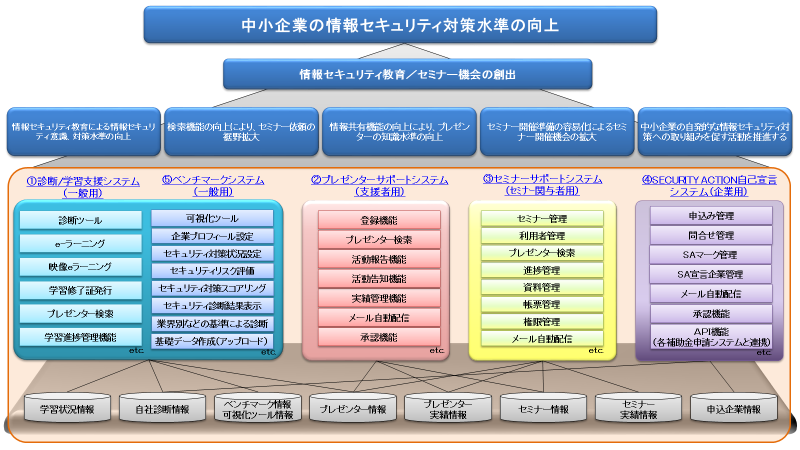 中小企業の情報セキュリティ対策水準の向上
情報セキュリティ教育／セミナー機会の創出
情報セキュリティ教育による情報セキュリ
ティ意識、対策水準の向上
検索機能の向上により、セミナー依頼の
裾野拡大
情報共有機能の向上により、プレゼン
ターの知識水準の向上
セミナー開催準備の容易化によるセミ
ナー開催機会の拡大
中小企業の自発的な情報セキュリティ対
策への取り組みを促す活動を推進する
①診断/学習支援システム
(一般用)
診断ツール
e-ラーニング
映像eラーニング
学習修了証発行
プレゼンター検索
学習進捗管理機能
etc.
⑤ベンチマークシステム
(一般用)
可視化ツール
企業プロフィール設定
セキュリティ対策状況設定
セキュリティリスク評価
セキュリティ対策スコアリング
セキュリティ診断結果表示
業界別などの基準による診断
基礎データ作成(アップロード)
etc.
②プレゼンターサポートシステム
(支援者用)
登録機能
プレゼンター検索
活動報告機能
活動告知機能
実績管理機能
メール自動配信
承認機能
etc.
③セミナーサポートシステム
(セミナー関与者用)
セミナー管理
利用者管理
プレゼンター検索
進捗管理
資料管理
帳票管理
権限管理
メール自動配信
etc.
④SECURITY ACTION自己宣言
システム(企業用)
申込み管理
問合せ管理
SAマーク管理
SA宣言企業管理
メール自動配信
承認機能
API機能
(各補助金申請システムと連携)
etc.
学習状況情報
自社診断情報
ベンチマーク情報
可視化ツール情報
プレゼンター情報
プレゼンター
実績情報
セミナー情報
セミナー
実績情報
申込企業情報